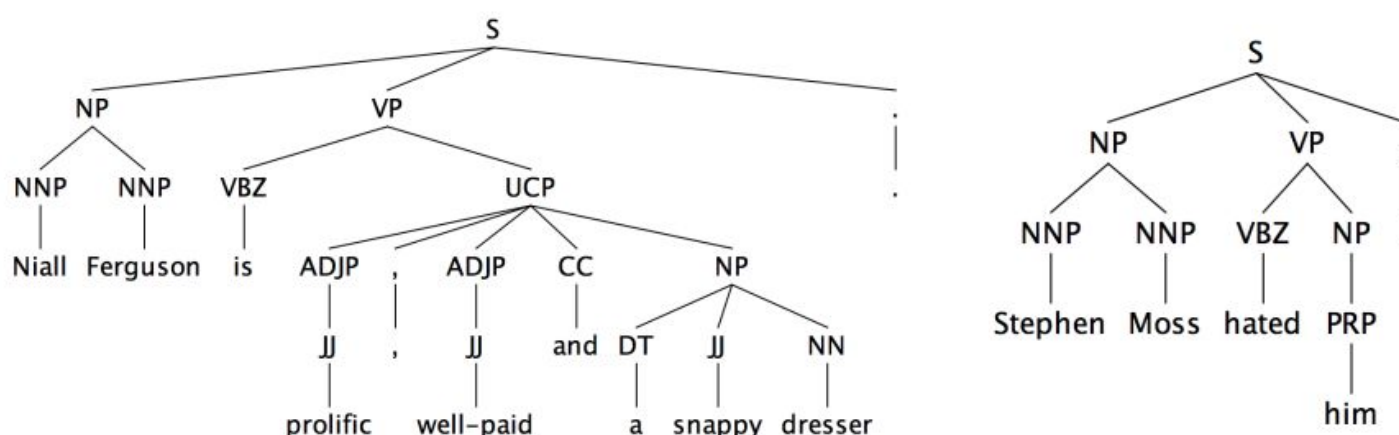 S
NP VP .
NNP NNP VBZ UCP .
Niall Ferguson is ADJP , ADJP CC NP
JJ , JJ and DT JJ NN
prolific well-paid a snappy dresser
S
NP VP
NNP NNP VBZ NP
Stephen Moss hated PRP
him